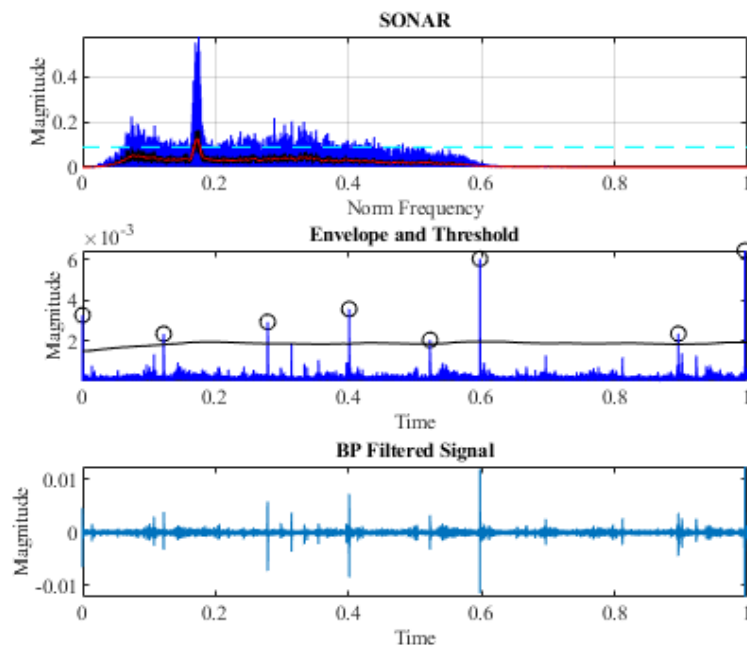 SONAR
Magnitude
0.4
0.2
0
0 0.2 0.4 0.6 0.8 1
Norm Frequency
×10-3
Envelope and Threshold
Magnitude
6
4
2
0 0.2 0.4 0.6 0.8 1
Time
BP Filtered Signal
Magnitude
0.01
0
-0.01
0 0.2 0.4 0.6 0.8 1
Time